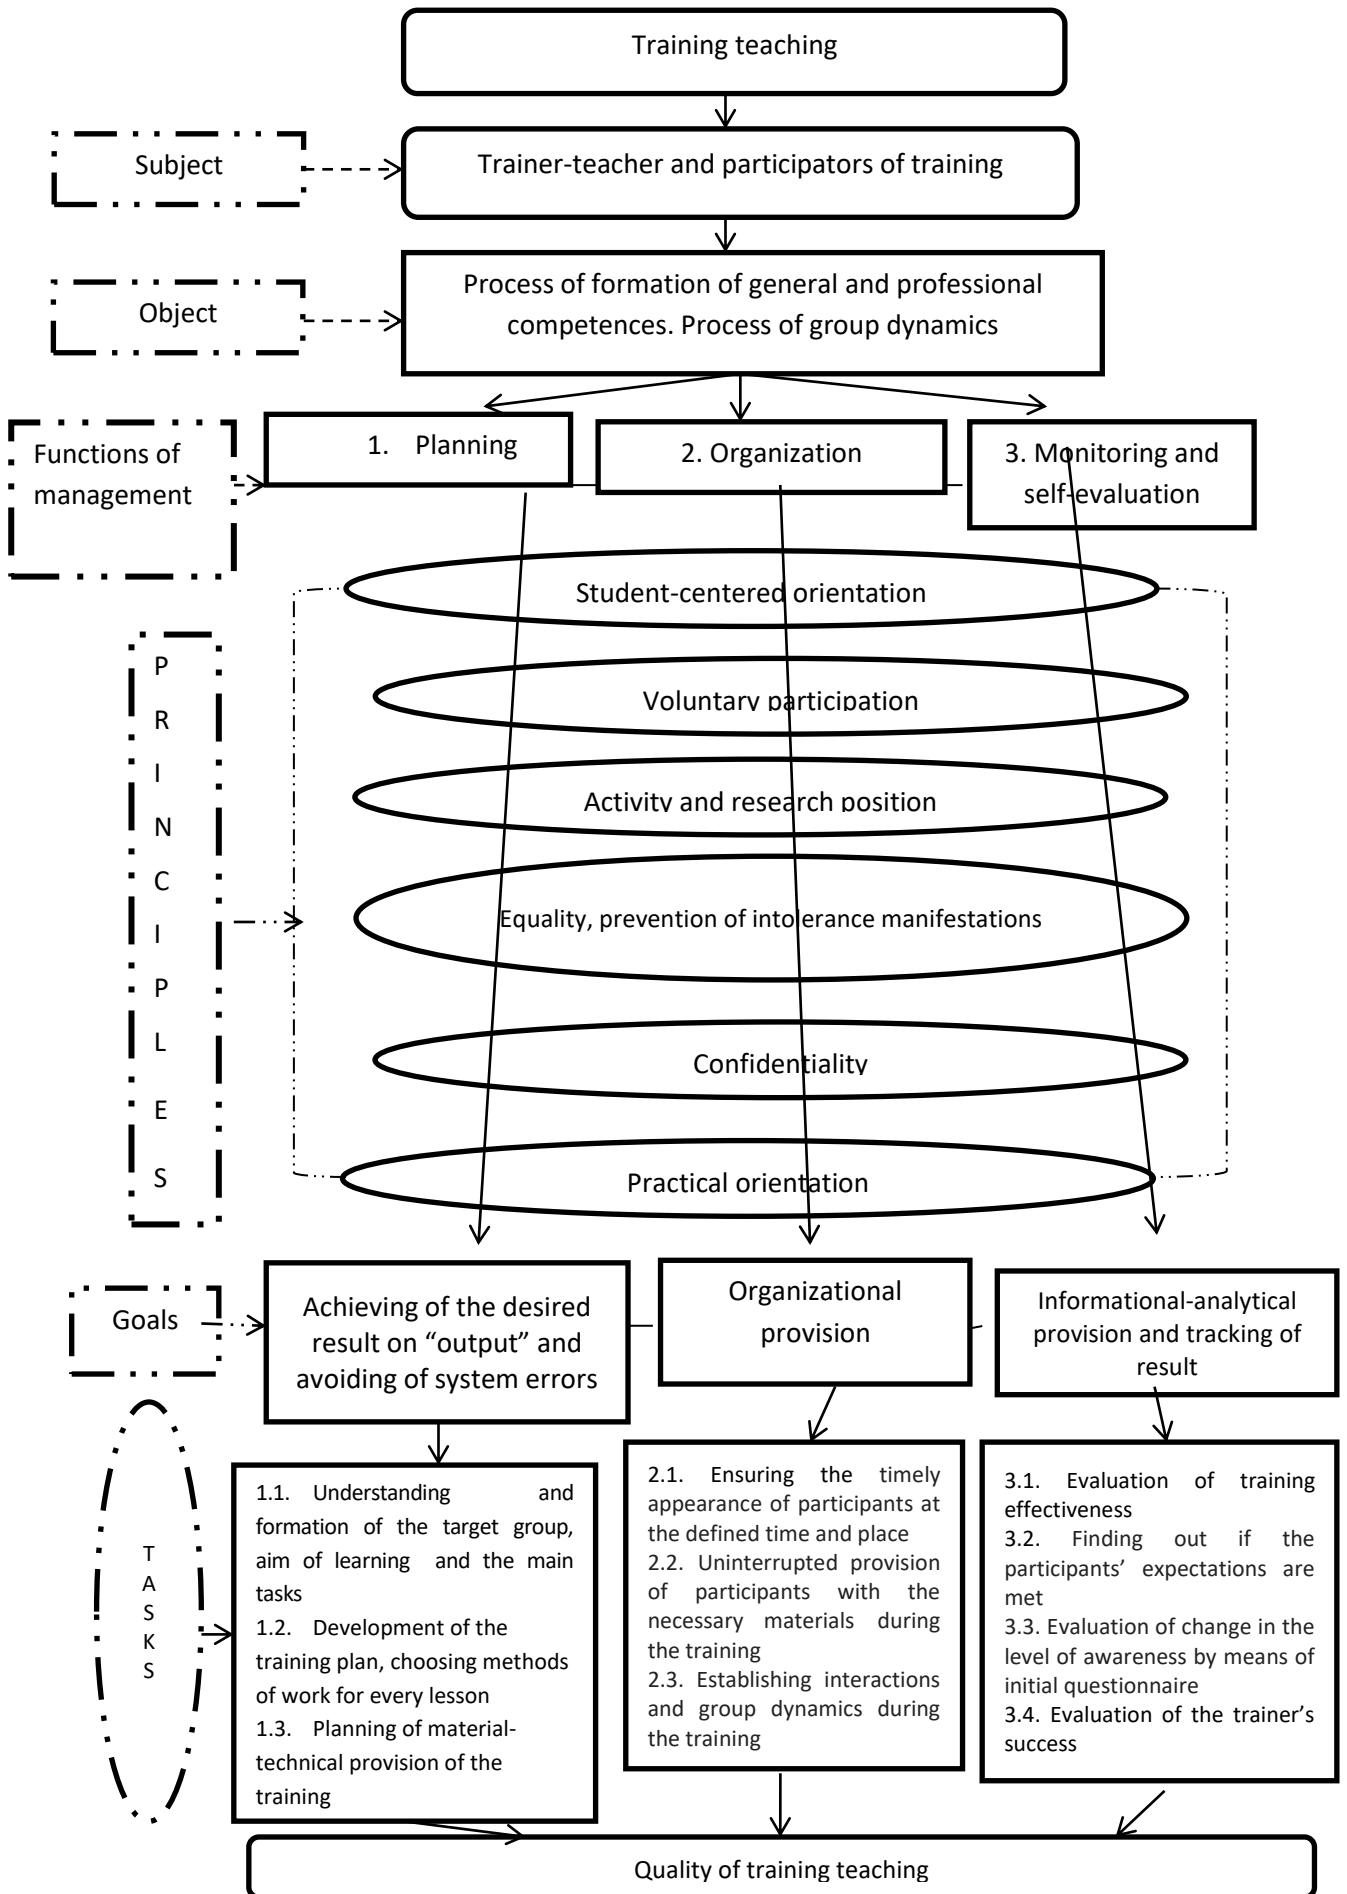 Training teaching
Subject
Trainer-teacher and participators of training
Object
Process of formation of general and professional
competences. Process of group dynamics
Functions of
management
1. Planning
2. Organization
3. Monitoring and
self-evaluation
Student-centered orientation
Voluntary participation
Activity and research position
Equality, prevention of intolerance manifestations
Confidentiality
Practical orientation
P
R
I
N
C
I
P
L
E
S
Goals
Achieving of the desired
result on “output” and
avoiding of system errors
Organizational
provision
Informational-analytical
provision and tracking of
result
T
A
S
K
S
1.1. Understanding and
formation of the target group,
aim of learning and the main
tasks
1.2. Development of the
training plan, choosing methods
of work for every lesson
1.3. Planning of material-
technical provision of the
training
2.1. Ensuring the timely
appearance of participants at
the defined time and place
2.2. Uninterrupted provision
of participants with the
necessary materials during
the training
2.3. Establishing interactions
and group dynamics during
the training
3.1. Evaluation of training
effectiveness
3.2. Finding out if the
participants’ expectations are
met
3.3. Evaluation of change in the
level of awareness by means of
initial questionnaire
3.4. Evaluation of the trainer’s
success
Quality of training teaching